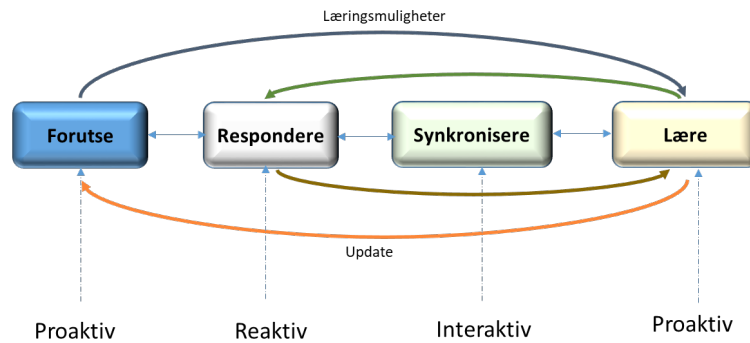 Læringsmuligheter
Forutse
Respondere
Synkronisere
Lære
Update
Proaktiv
Reaktiv
Interaktiv
Proaktiv